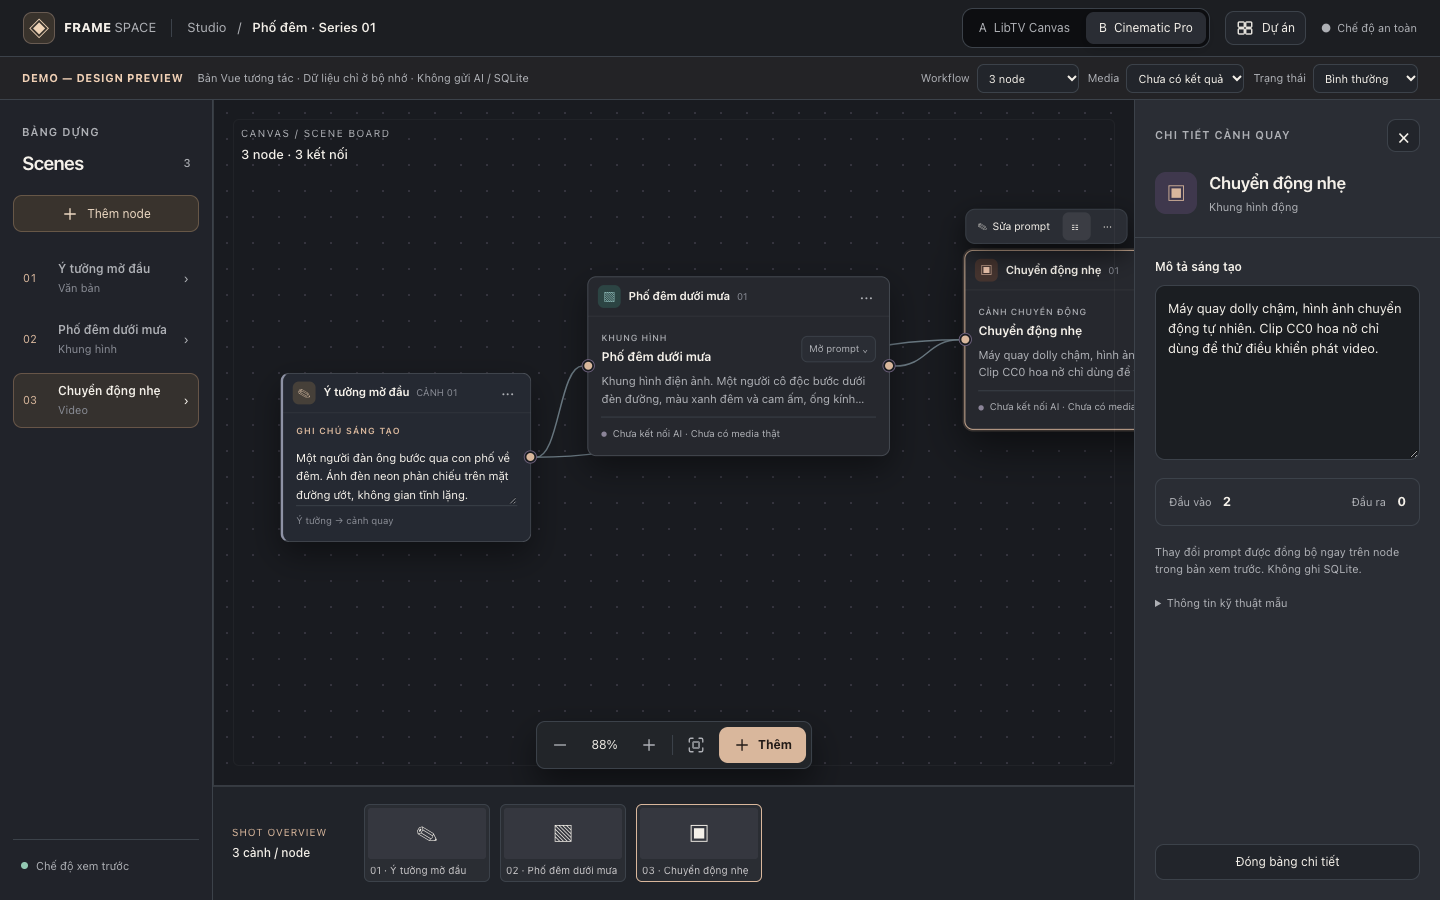 FRAME SPACE
Studio / Phố đêm · Series 01
A LibTV Canvas
B Cinematic Pro
Dự án
Chế độ an toàn
DEMO — DESIGN PREVIEW
Bản Vue tương tác · Dữ liệu chỉ ở bộ nhớ · Không gửi AI / SQLite
Workflow
3 node
Media
Chưa có kết quả
Trạng thái
Bình thường
BẢNG DỰNG
Scenes
3
Thêm node
01
Ý tưởng mở đầu
Văn bản
02
Phố đêm dưới mưa
Khung hình
03
Chuyển động nhẹ
Video
Chế độ xem trước
CANVAS / SCENE BOARD
3 node · 3 kết nối
Ý tưởng mở đầu CẢNH 01
GHI CHÚ SÁNG TẠO
Một người đàn ông bước qua con phố về
đêm. Ánh đèn neon phản chiếu trên mặt
đường ướt, không gian tĩnh lặng.
Ý tưởng → cảnh quay
Phố đêm dưới mưa 01
KHUNG HÌNH
Phố đêm dưới mưa
Mở prompt
Khung hình điện ảnh. Một người cô độc bước dưới
đèn đường, màu xanh đêm và cam ấm, ống kính...
Chưa kết nối AI · Chưa có media thật
Sửa prompt
Chuyển động nhẹ 01
CẢNH CHUYỂN ĐỘNG
Chuyển động nhẹ
Máy quay dolly chậm, hình ản
Clip CC0 hoa nở chỉ dùng để
Chưa kết nối AI · Chưa có media
88%
Thêm
SHOT OVERVIEW
3 cảnh / node
01 · Ý tưởng mở đầu
02 · Phố đêm dưới mưa
03 · Chuyển động nhẹ
CHI TIẾT CẢNH QUAY
Chuyển động nhẹ
Khung hình động
Mô tả sáng tạo
Máy quay dolly chậm, hình ảnh chuyển
động tự nhiên. Clip CC0 hoa nở chỉ
dùng để thử điều khiển phát video.
Đầu vào 2
Đầu ra 0
Thay đổi prompt được đồng bộ ngay trên node
trong bản xem trước. Không ghi SQLite.
Thông tin kỹ thuật mẫu
Đóng bảng chi tiết